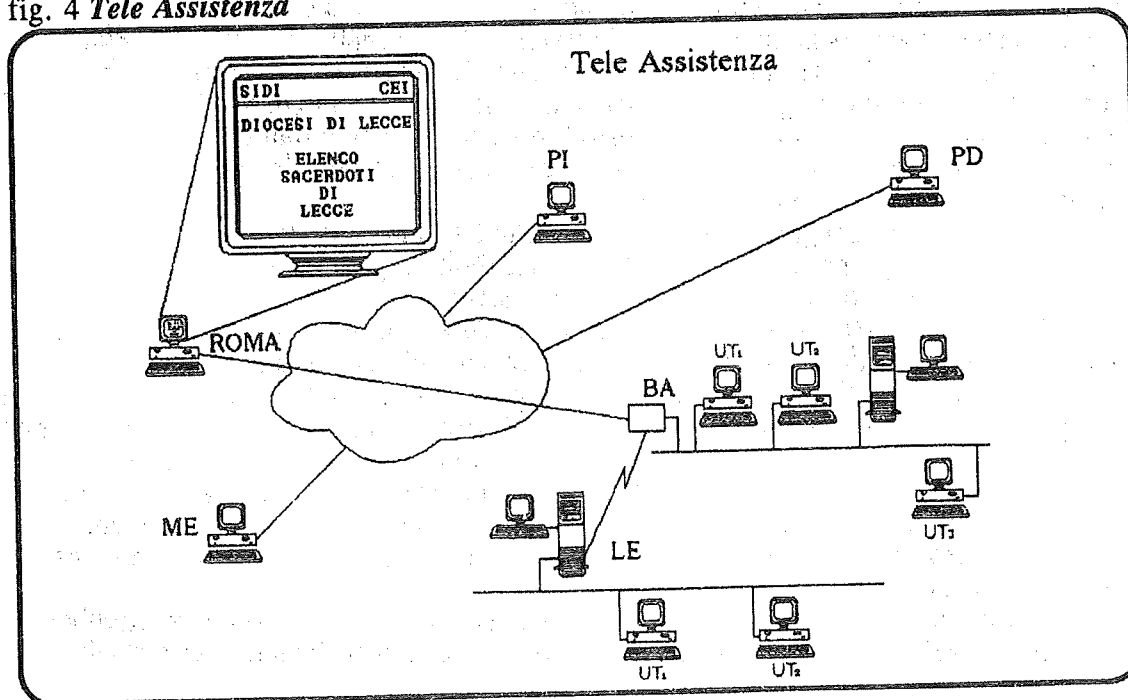 fig. 4 Tele Assistenza
Tele Assistenza
SIDI CEI
DIOCESI DI LECCE
ELENCO
SACERDOTI
DI
LECCE
PI
PD
ROMA
UT₁
UT₂
BA
ME
LE
UT₃
UT₁
UT₂